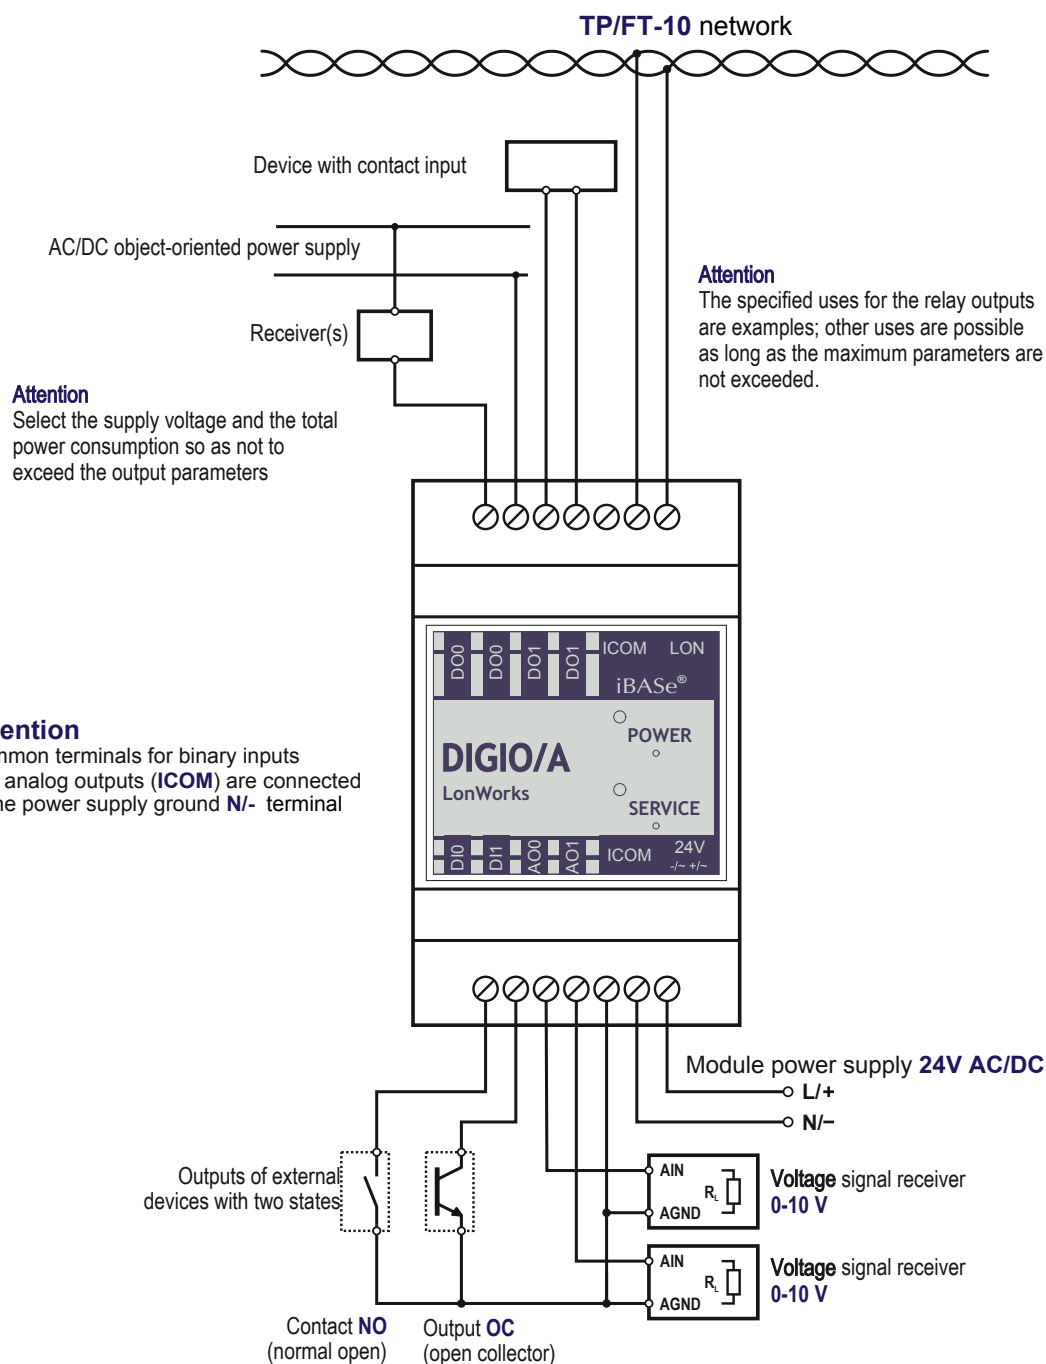 TP/FT-10 network
Device with contact input
AC/DC object-oriented power supply
Receiver(s)
Attention
The specified uses for the relay outputs
are examples; other uses are possible
as long as the maximum parameters are
not exceeded.
Attention
Select the supply voltage and the total
power consumption so as not to
exceed the output parameters
DO0
DO0
DO1
DO1
ICOM
LON
iBASe®
POWER
DIGIO/A
LonWorks
SERVICE
ention
mmon terminals for binary inputs
analog outputs (ICOM) are connected
he power supply ground N/- terminal
DI0
DI1
AO0
AO1
ICOM
24V
-/~ +/~
Module power supply 24V AC/DC
L/+
N/−
Outputs of external
devices with two states
AIN
RL
AGND
Voltage signal receiver
0-10 V
AIN
RL
AGND
Voltage signal receiver
0-10 V
Contact NO
(normal open)
Output OC
(open collector)